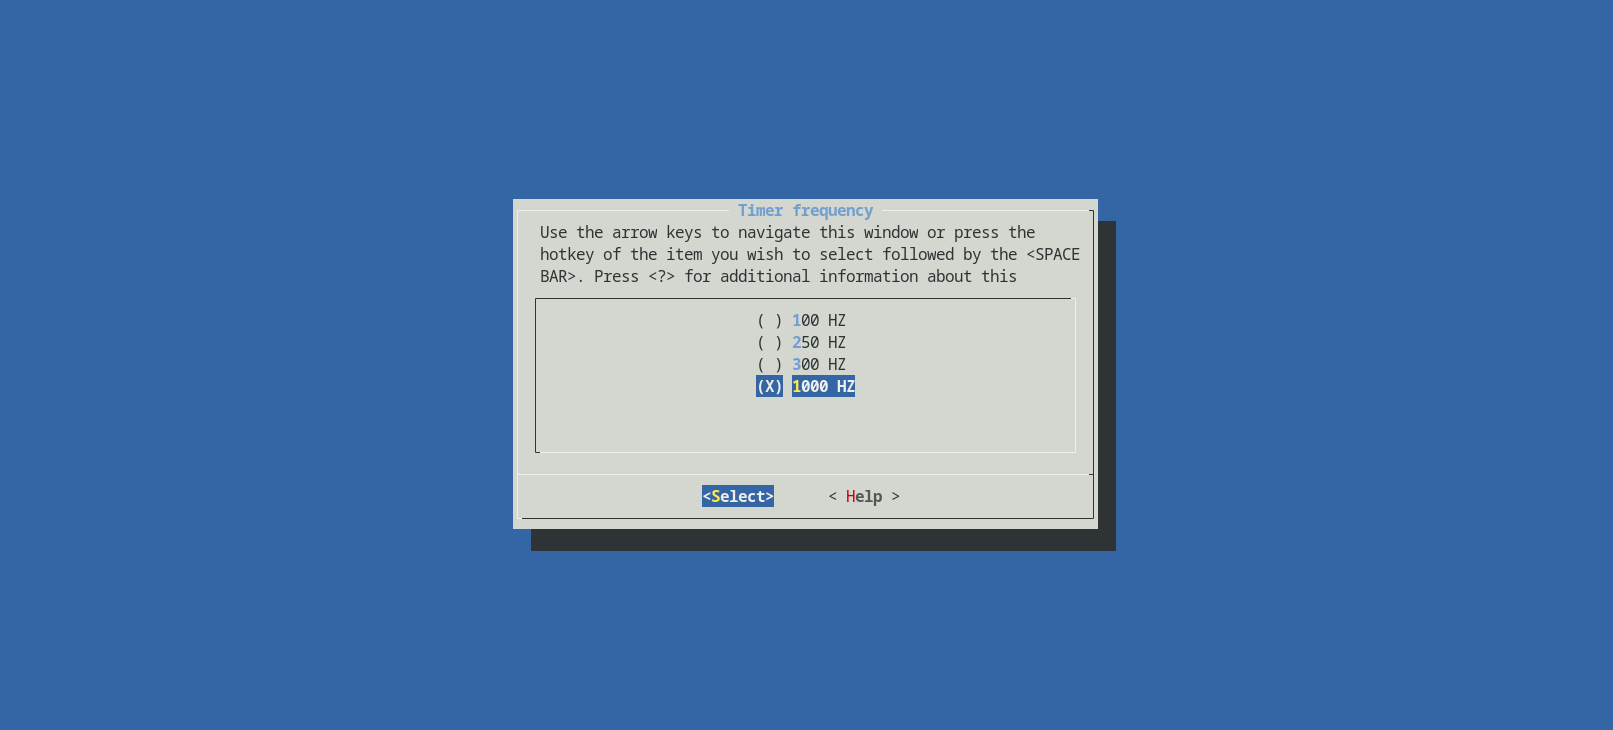 Timer frequency
Use the arrow keys to navigate this window or press the
hotkey of the item you wish to select followed by the <SPACE
BAR>. Press <?> for additional information about this
( ) 100 HZ
( ) 250 HZ
( ) 300 HZ
(X) 1000 HZ
<Select> < Help >